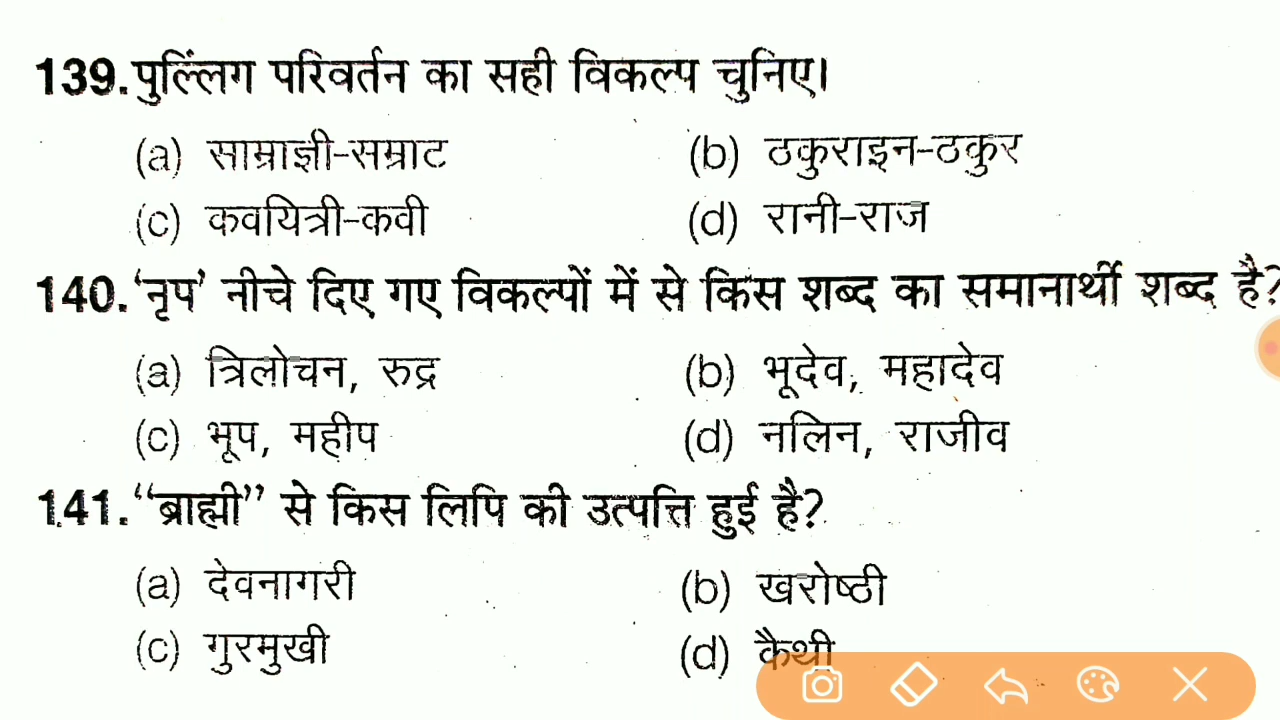 139. पुल्लिंग परिवर्तन का सही विकल्प चुनिए।
(a) साम्राज्ञी-सम्राट (b) ठकुराइन-ठकुर
(c) कवयित्री-कवी (d) रानी-राज
140. ‘नृप’ नीचे दिए गए विकल्पों में से किस शब्द का समानार्थी शब्द है?
(a) त्रिलोचन, रुद्र (b) भूदेव, महादेव
(c) भूप, महीप (d) नलिन, राजीव
141. “ब्राह्मी” से किस लिपि की उत्पत्ति हुई है?
(a) देवनागरी (b) खरोष्ठी
(c) गुरमुखी (d) कैथी